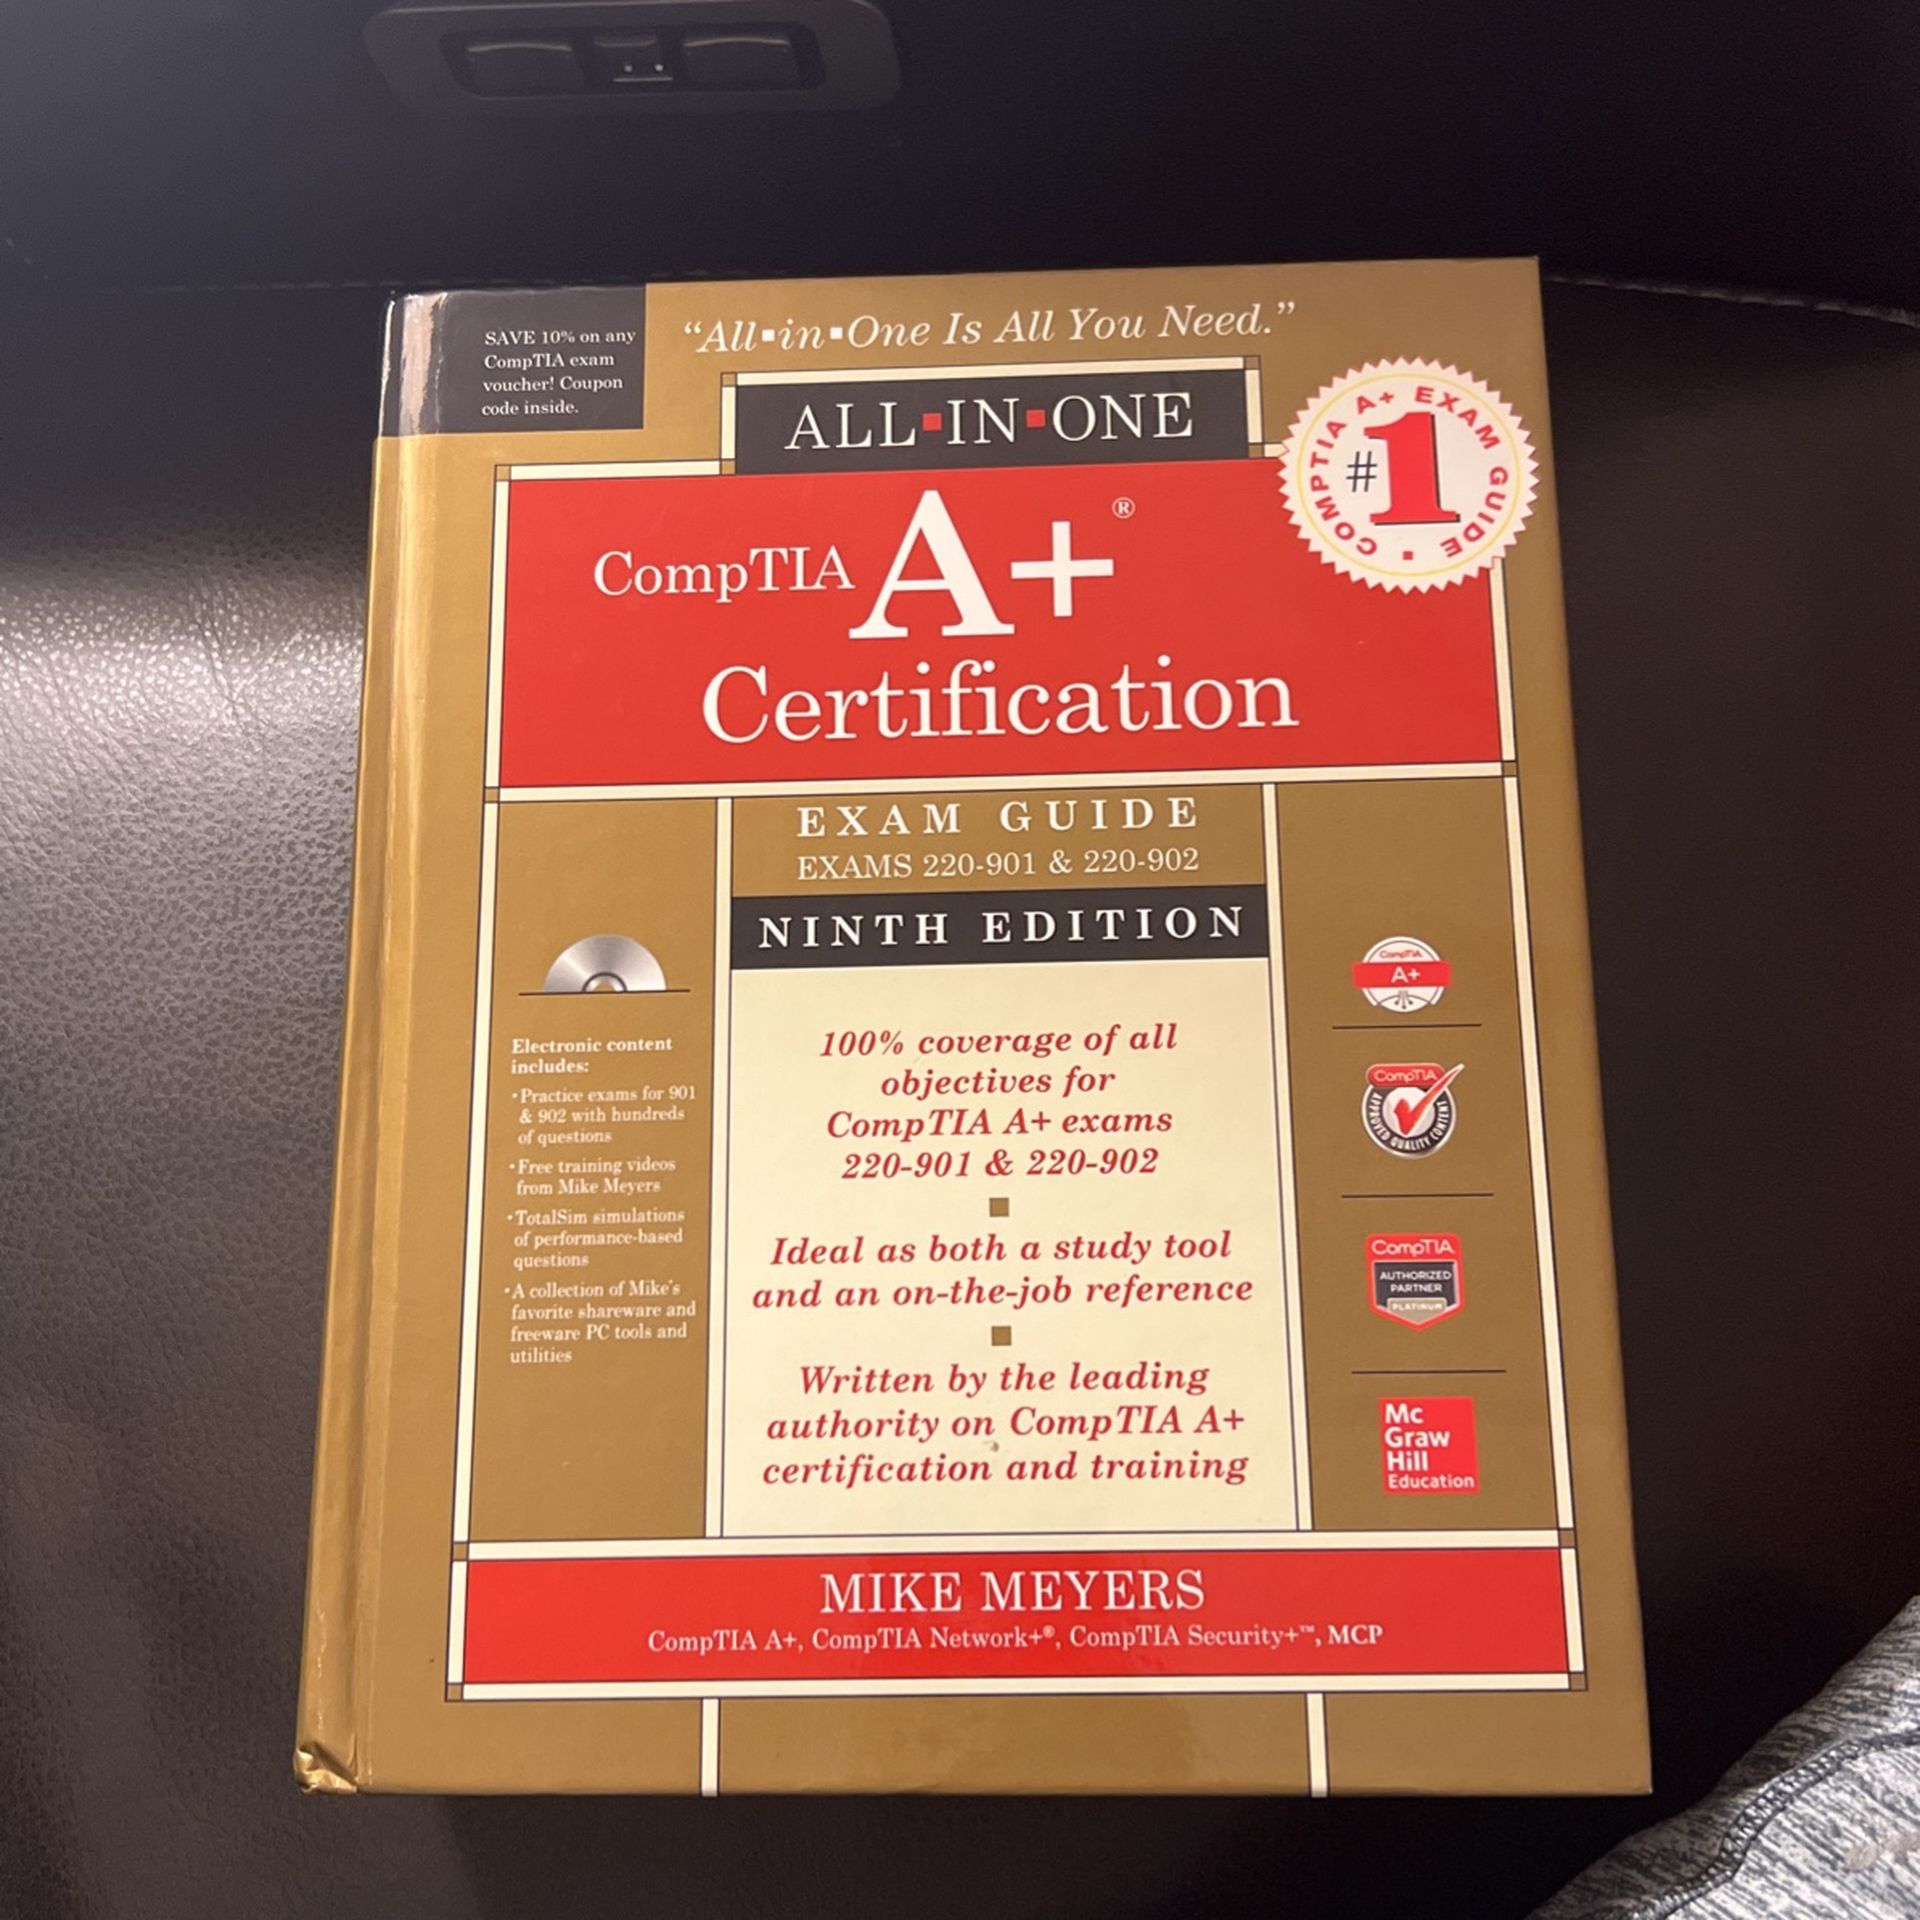 SAVE 10% on any
CompTIA exam
voucher! Coupon
code inside.
“All▪in▪One Is All You Need.”
ALL▪IN▪ONE
COMPTIA A+ EXAM GUIDE ▪
#1
CompTIA A+®
Certification
EXAM GUIDE
EXAMS 220-901 & 220-902
NINTH EDITION
Electronic content
includes:
•Practice exams for 901
& 902 with hundreds
of questions
•Free training videos
from Mike Meyers
•TotalSim simulations
of performance-based
questions
•A collection of Mike's
favorite shareware and
freeware PC tools and
utilities
100% coverage of all
objectives for
CompTIA A+ exams
220-901 & 220-902
Ideal as both a study tool
and an on-the-job reference
Written by the leading
authority on CompTIA A+
certification and training
CompTIA
A+
CompTIA
APPROVED QUALITY CONTENT
CompTIA
AUTHORIZED
PARTNER
PLATINUM
Mc
Graw
Hill
Education
MIKE MEYERS
CompTIA A+, CompTIA Network+®, CompTIA Security+™, MCP